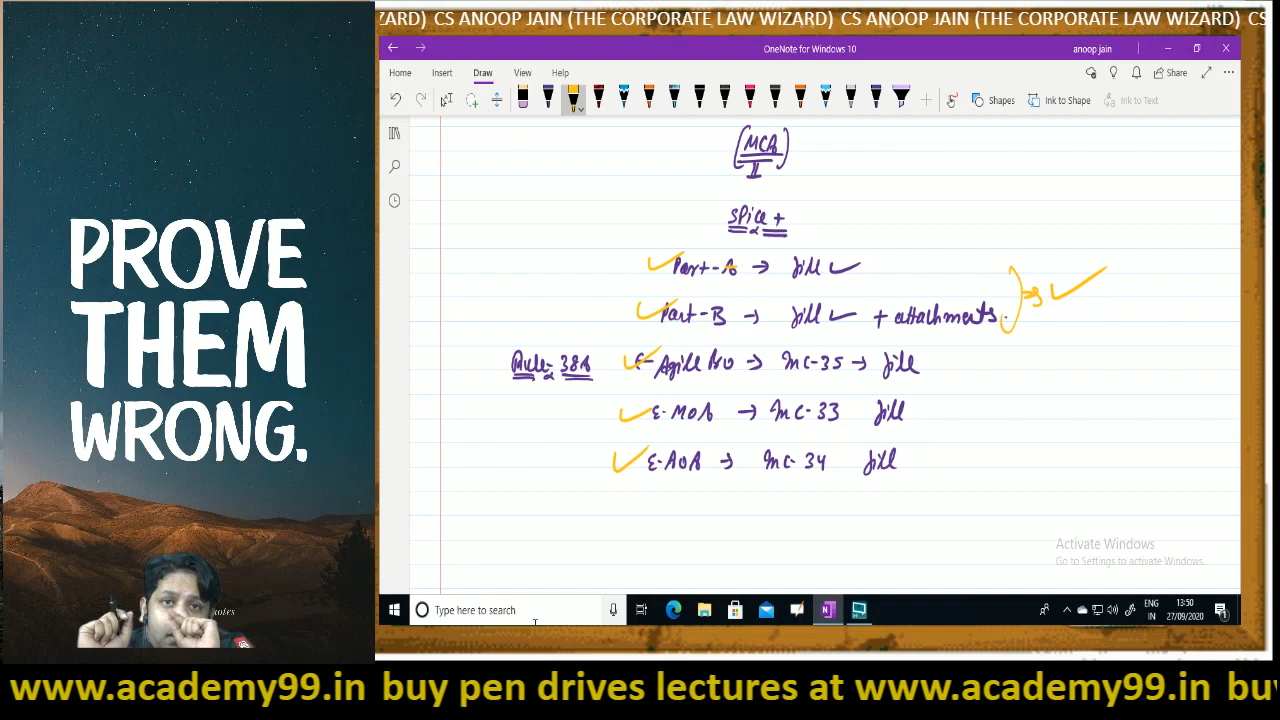 ZARD) CS ANOOP JAIN (THE CORPORATE LAW WIZARD) CS ANOOP JAIN (THE CORPORATE LAW WIZARD) CS
OneNote for Windows 10
anoop jain
Home Insert Draw View Help
Share
Shapes Ink to Shape Ink to Text
(MCA)
SPice +
Part-A → fill
Part-B → fill + attachments.
Rule- 38A E-Agile Pro → INC-35 → fill
E-MOA → INC-33 fill
E-AOA → INC-34 fill
PROVE
THEM
WRONG.
otes
Activate Windows
Go to Settings to activate Windows.
Type here to search
ENG
IN
13:50
27/09/2020
www.academy99.in buy pen drives lectures at www.academy99.in buy